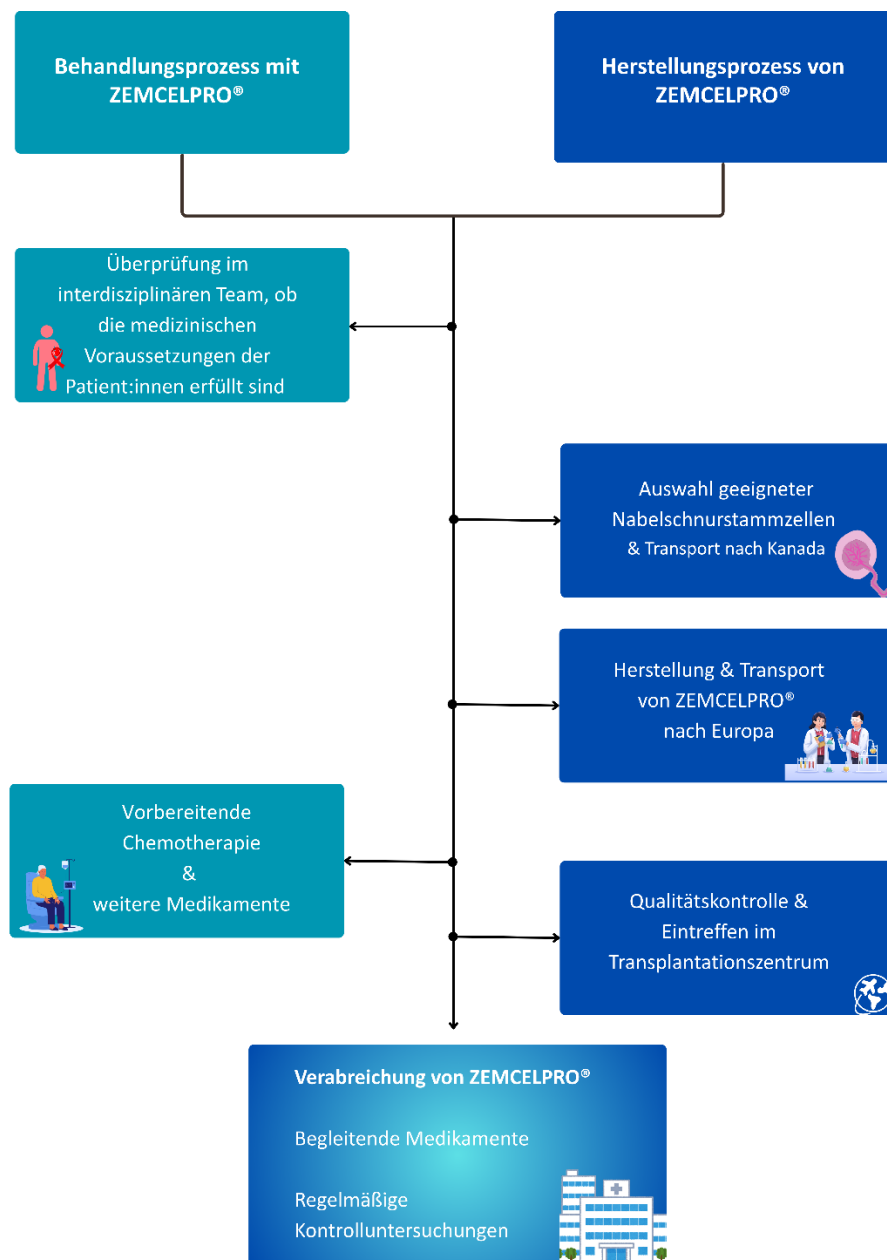 Behandlungsprozess mit
ZEMCELPRO®
Herstellungsprozess von
ZEMCELPRO®
Überprüfung im
interdisziplinären Team, ob
die medizinischen
Voraussetzungen der
Patient:innen erfüllt sind
Auswahl geeigneter
Nabelschnurstammzellen
& Transport nach Kanada
Herstellung & Transport
von ZEMCELPRO®
nach Europa
Vorbereitende
Chemotherapie
&
weitere Medikamente
Qualitätskontrolle &
Eintreffen im
Transplantationszentrum
Verabreichung von ZEMCELPRO®
Begleitende Medikamente
Regelmäßige
Kontrolluntersuchungen